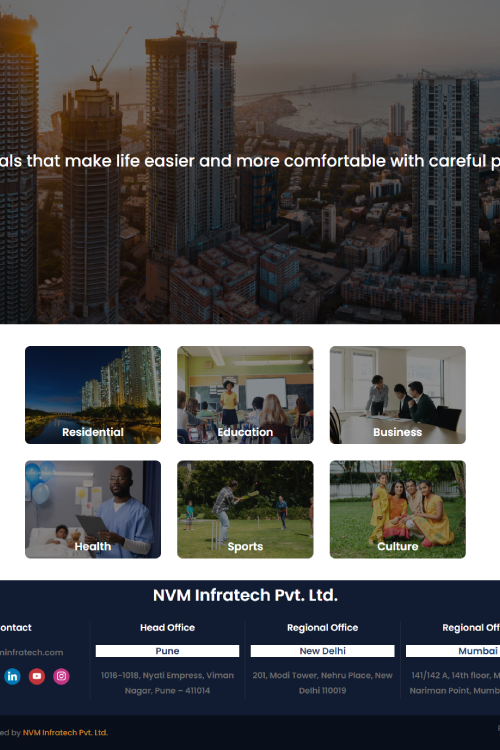 als that make life easier and more comfortable with careful p
Residential
Education
Business
Health
Sports
Culture
NVM Infratech Pvt. Ltd.
ontact
minfratech.com
Head Office
Pune
1016-1018, Nyati Empress, Viman
Nagar, Pune – 411014
Regional Office
New Delhi
201, Modi Tower, Nehru Place, New
Delhi 110019
Regional Off
Mumbai
141/142 A, 14th floor, M
Nariman Point, Mumb
ed by NVM Infratech Pvt. Ltd.